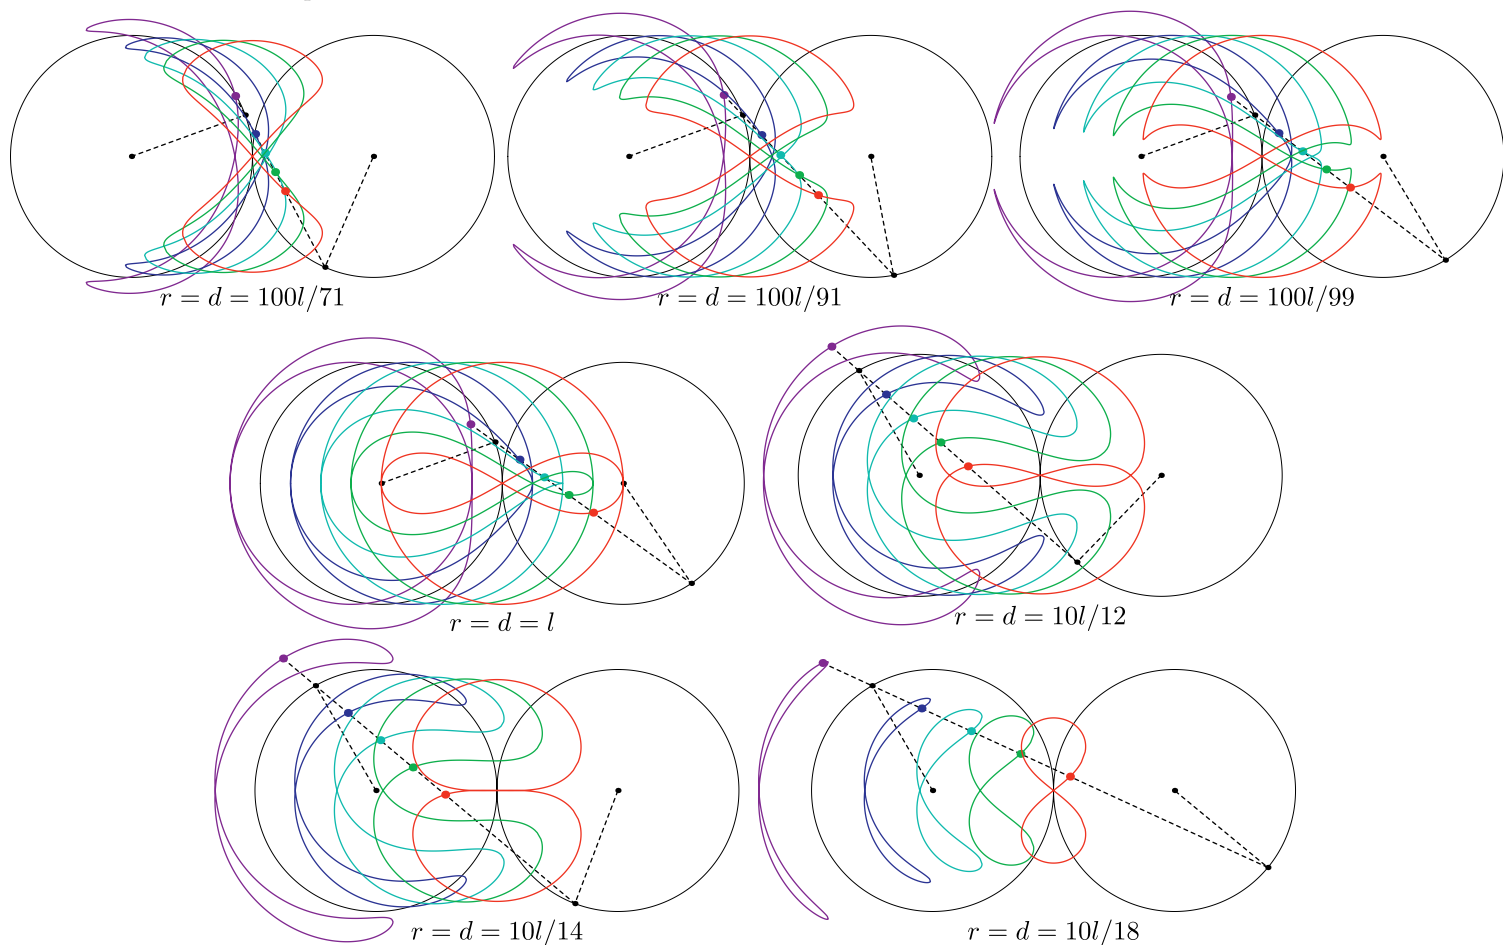 r = d = 100l/71
r = d = 100l/91
r = d = 100l/99
r = d = l
r = d = 10l/12
r = d = 10l/14
r = d = 10l/18